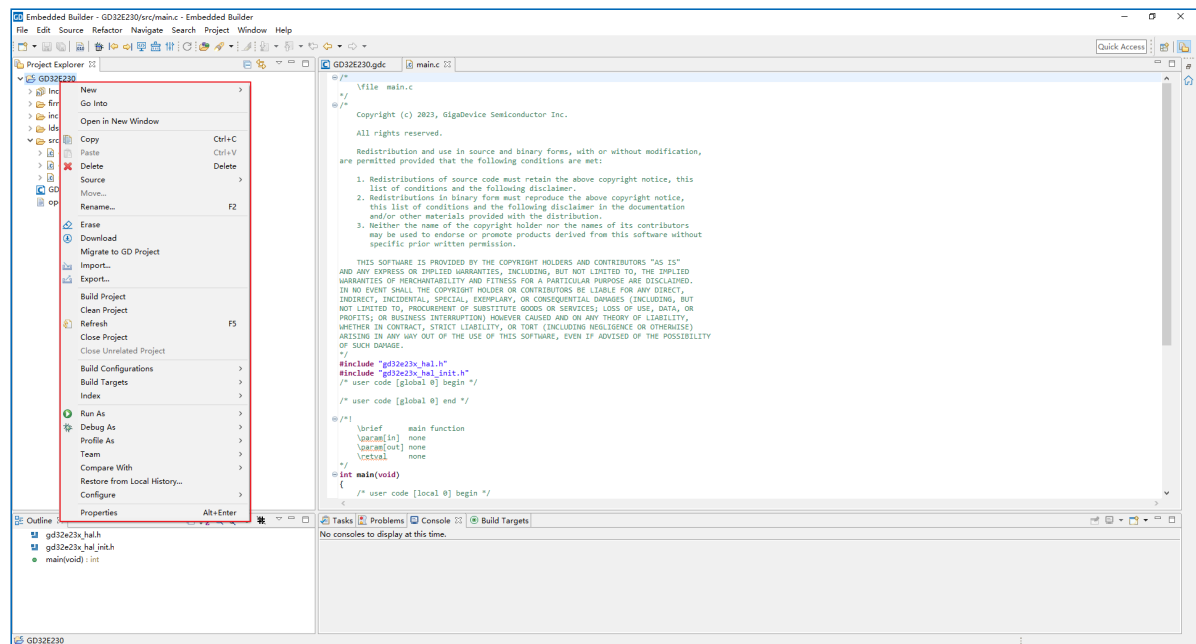 Embedded Builder - GD32E230/src/main.c - Embedded Builder
File Edit Source Refactor Navigate Search Project Window Help
Quick Access
Project Explorer
GD32E230
New
Go Into
Open in New Window
Copy Ctrl+C
Paste Ctrl+V
Delete Delete
Source
Move...
Rename... F2
Erase
Download
Migrate to GD Project
Import...
Export...
Build Project
Clean Project
Refresh F5
Close Project
Close Unrelated Project
Build Configurations
Build Targets
Index
Run As
Debug As
Profile As
Team
Compare With
Restore from Local History...
Configure
Properties Alt+Enter
GD32E230.gdc main.c
/*
\file main.c
*/
/*
Copyright (c) 2023, GigaDevice Semiconductor Inc.
All rights reserved.
Redistribution and use in source and binary forms, with or without modification,
are permitted provided that the following conditions are met:
1. Redistributions of source code must retain the above copyright notice, this
list of conditions and the following disclaimer.
2. Redistributions in binary form must reproduce the above copyright notice,
this list of conditions and the following disclaimer in the documentation
and/or other materials provided with the distribution.
3. Neither the name of the copyright holder nor the names of its contributors
may be used to endorse or promote products derived from this software without
specific prior written permission.
THIS SOFTWARE IS PROVIDED BY THE COPYRIGHT HOLDERS AND CONTRIBUTORS "AS IS"
AND ANY EXPRESS OR IMPLIED WARRANTIES, INCLUDING, BUT NOT LIMITED TO, THE IMPLIED
WARRANTIES OF MERCHANTABILITY AND FITNESS FOR A PARTICULAR PURPOSE ARE DISCLAIMED.
IN NO EVENT SHALL THE COPYRIGHT HOLDER OR CONTRIBUTORS BE LIABLE FOR ANY DIRECT,
INDIRECT, INCIDENTAL, SPECIAL, EXEMPLARY, OR CONSEQUENTIAL DAMAGES (INCLUDING, BUT
NOT LIMITED TO, PROCUREMENT OF SUBSTITUTE GOODS OR SERVICES; LOSS OF USE, DATA, OR
PROFITS; OR BUSINESS INTERRUPTION) HOWEVER CAUSED AND ON ANY THEORY OF LIABILITY,
WHETHER IN CONTRACT, STRICT LIABILITY, OR TORT (INCLUDING NEGLIGENCE OR OTHERWISE)
ARISING IN ANY WAY OUT OF THE USE OF THIS SOFTWARE, EVEN IF ADVISED OF THE POSSIBILITY
OF SUCH DAMAGE.
*/
#include "gd32e23x_hal.h"
#include "gd32e23x_hal_init.h"
/* user code [global 0] begin */
/* user code [global 0] end */
/*!
\brief main function
\param[in] none
\param[out] none
\retval none
*/
int main(void)
{
/* user code [local 0] begin */
Outline
gd32e23x_hal.h
gd32e23x_hal_init.h
main(void) : int
Tasks Problems Console Build Targets
No consoles to display at this time.
GD32E230